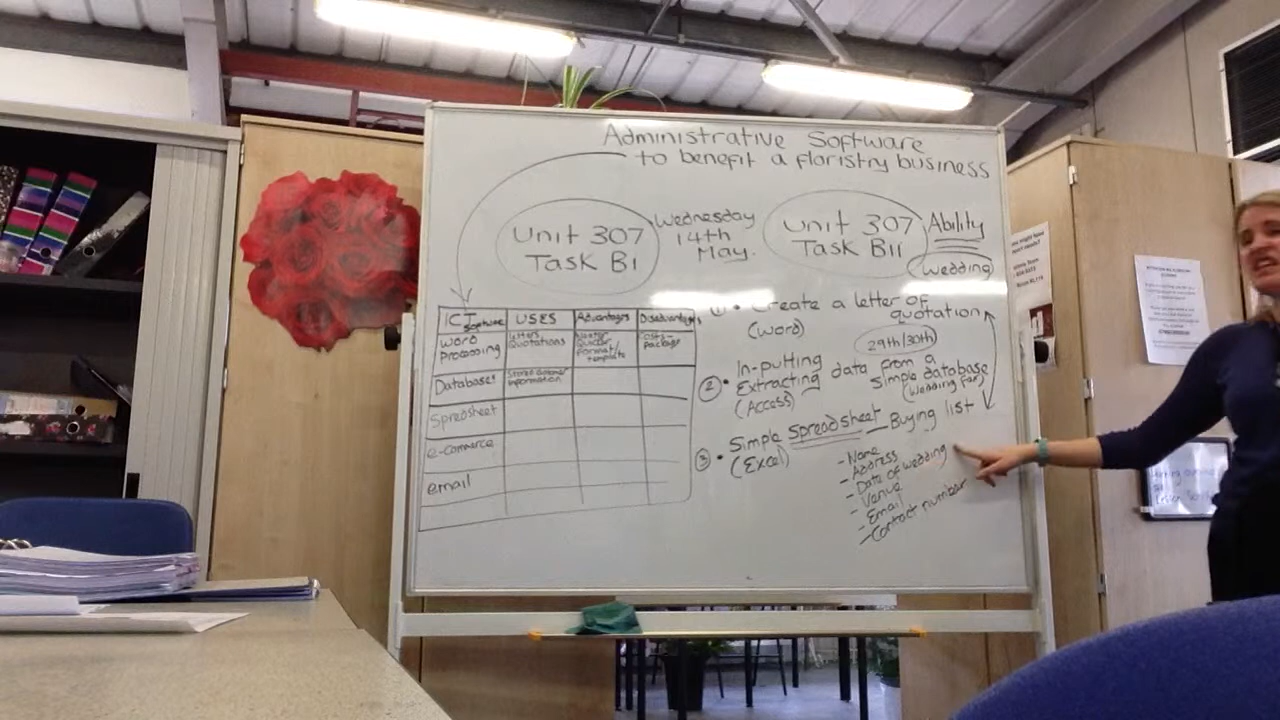 Administrative Software
to benefit a floristry business
Unit 307
Task B1
Wednesday
14th
May.
Unit 307
Task B11
Ability
Wedding
ICT Software
USES
Advantages
Disadvantages
Word
processing
Letters
Quotations
Quicker
format/
template
Costs -
package
Database
Stores customer
information
Spreadsheet
e-commerce
email
1 • Create a letter of
quotation
(Word)
29th/30th
2 • In-putting
Extracting data from a
simple database
(Access)
(Wedding fair)
3 • Simple Spreadsheet - Buying list
(Excel)
- Name
- Address
- Date of wedding
- Venue
- Email
- Contact number